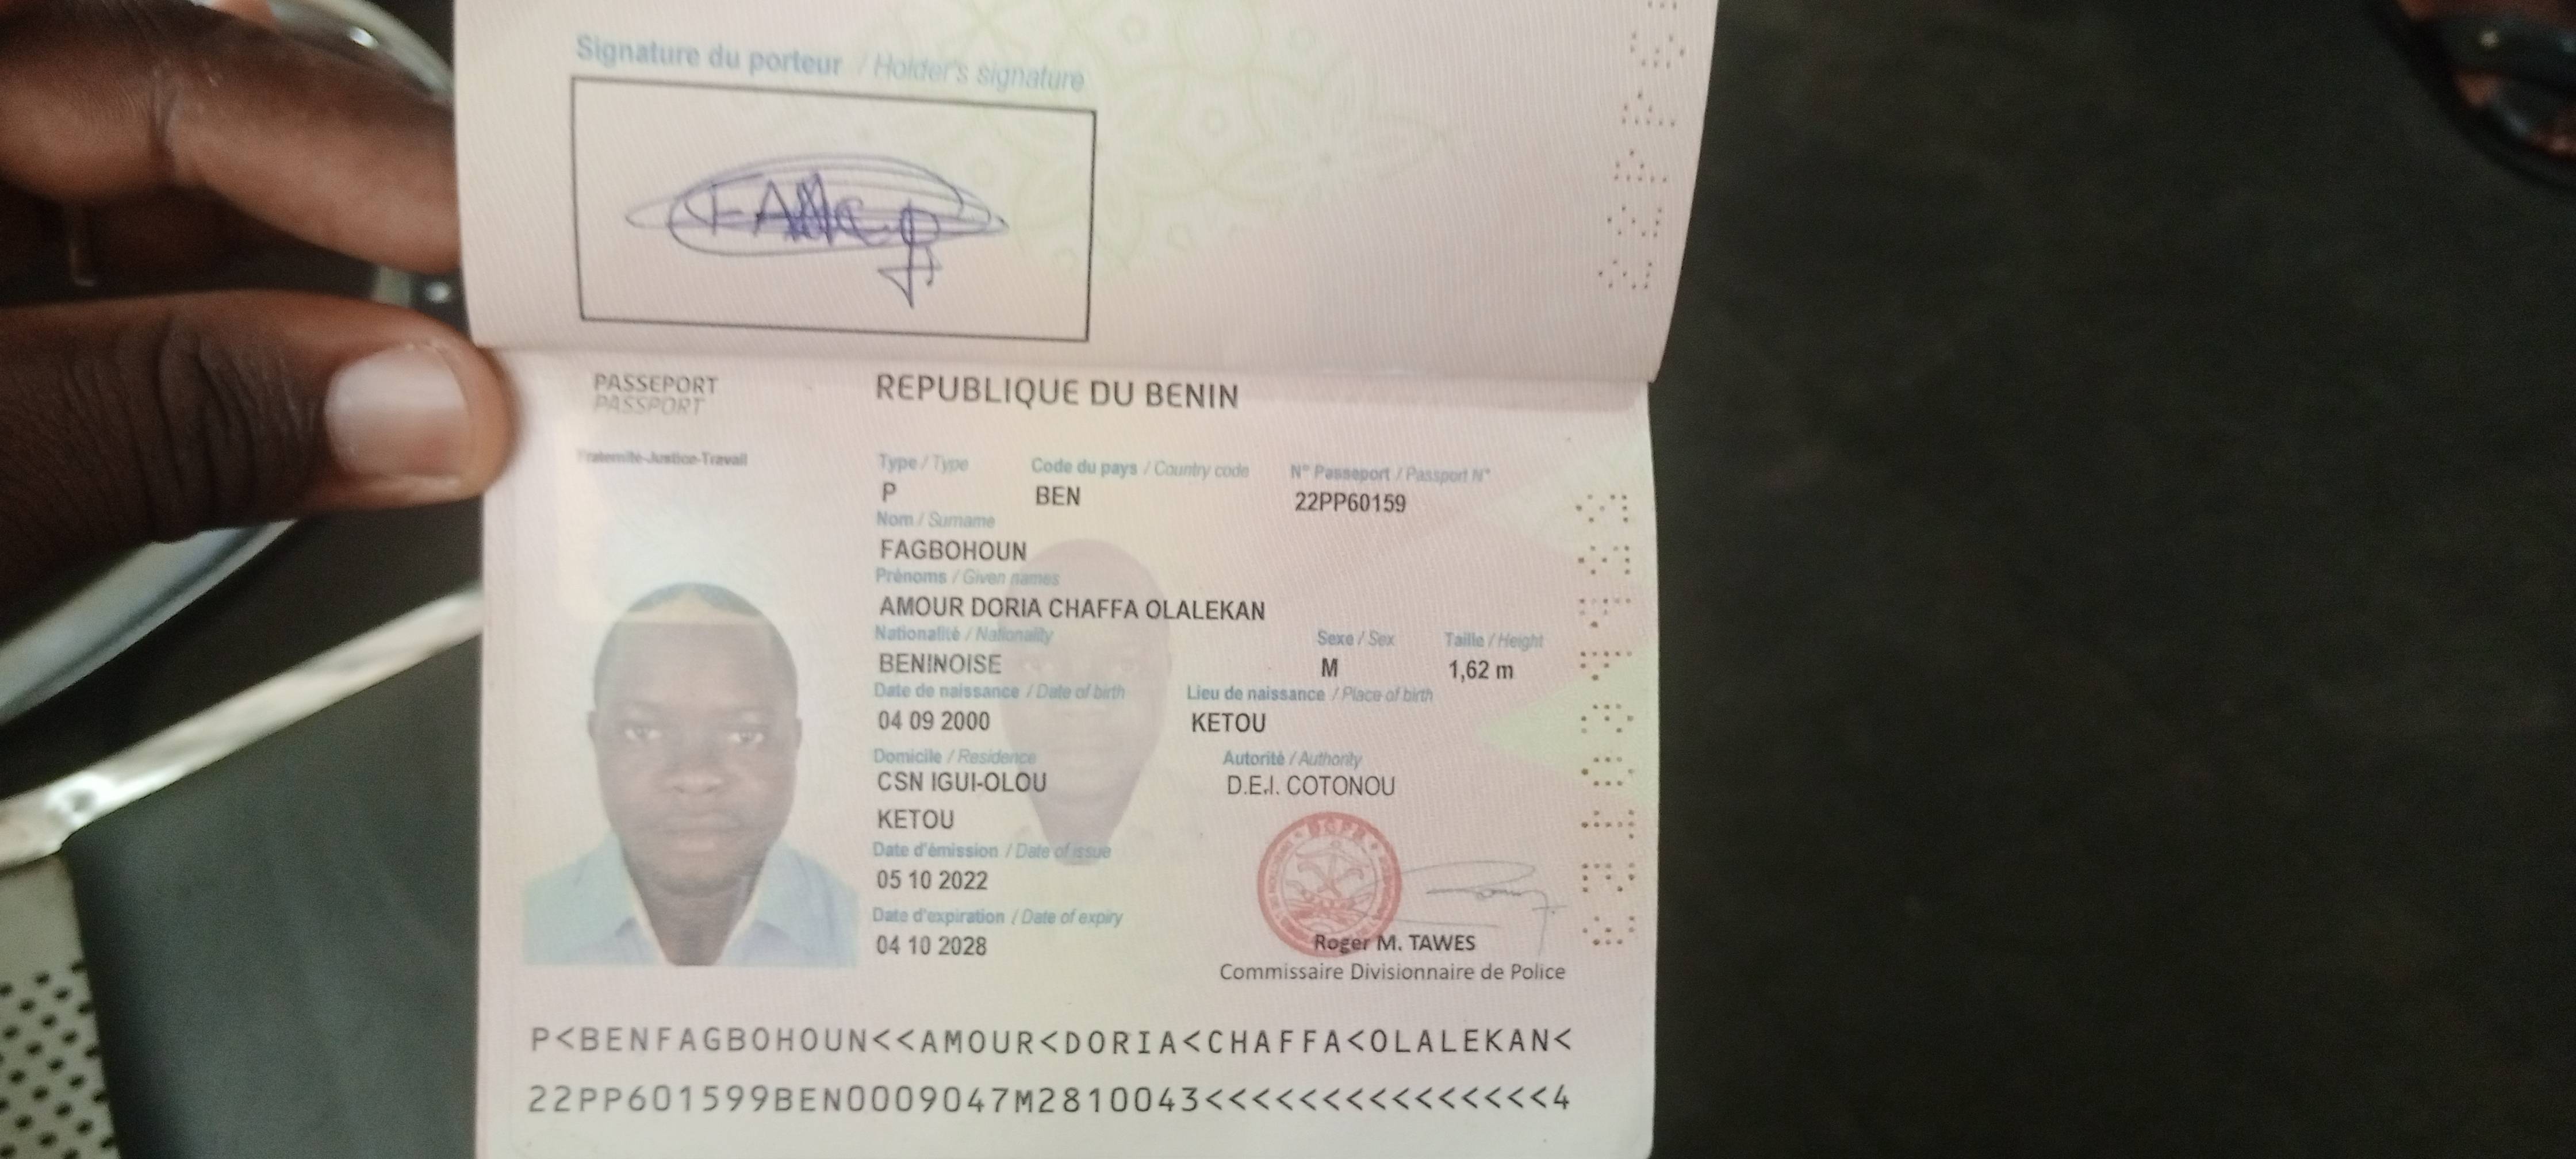 Signature du porteur / Holder's signature
PASSEPORT
PASSPORT
REPUBLIQUE DU BENIN
Fraternité-Justice-Travail
Type / Type
Code du pays / Country code
N° Passeport / Passport N°
P
BEN
22PP60159
Nom / Surname
FAGBOHOUN
Prénoms / Given names
AMOUR DORIA CHAFFA OLALEKAN
Nationalité / Nationality
Sexe / Sex
Taille / Height
BENINOISE
M
1,62 m
Date de naissance / Date of birth
Lieu de naissance / Place of birth
04 09 2000
KETOU
Domicile / Residence
Autorité / Authority
CSN IGUI-OLOU
D.E.I. COTONOU
KETOU
Date d'émission / Date of issue
05 10 2022
Date d'expiration / Date of expiry
04 10 2028
Roger M. TAWES
Commissaire Divisionnaire de Police
P<BENFAGBOHOUN<<AMOUR<DORIA<CHAFFA<OLALEKAN<
22PP601599BEN0009047M2810043<<<<<<<<<<<<<<<4